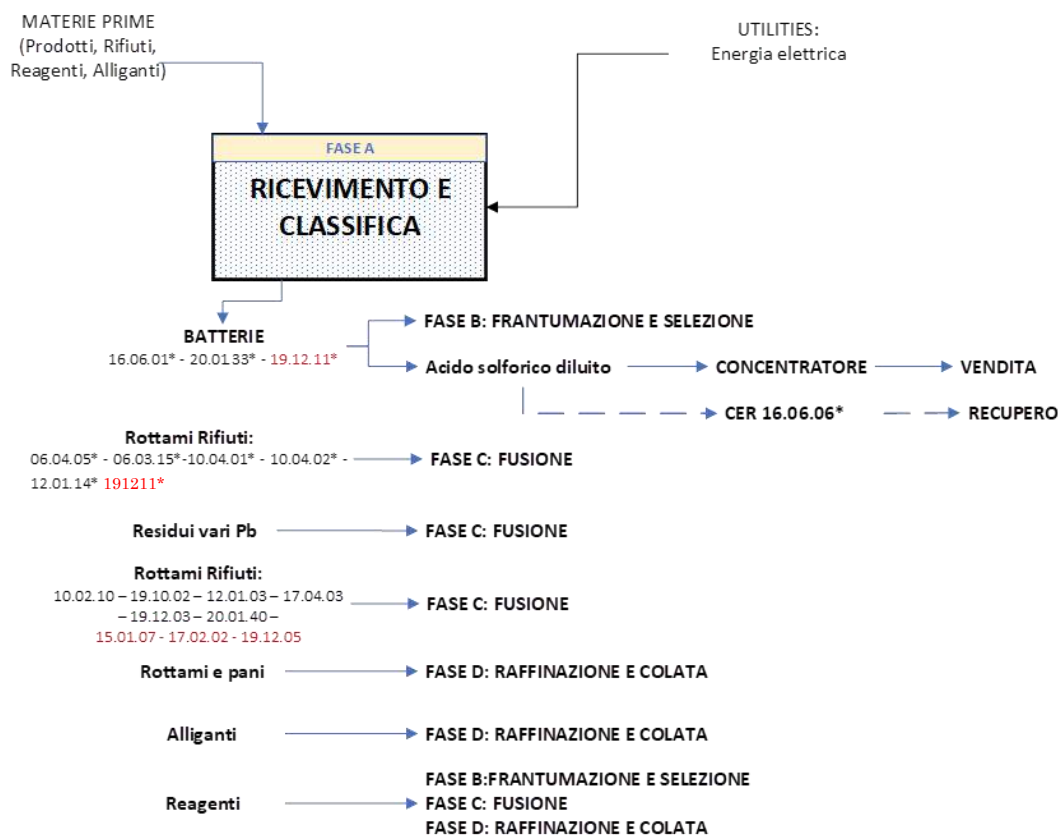 MATERIE PRIME
(Prodotti, Rifiuti,
Reagenti, Alliganti)
UTILITIES:
Energia elettrica
FASE A
RICEVIMENTO E
CLASSIFICA
BATTERIE
16.06.01* - 20.01.33* - 19.12.11*
FASE B: FRANTUMAZIONE E SELEZIONE
Acido solforico diluito
CONCENTRATORE
VENDITA
CER 16.06.06*
RECUPERO
Rottami Rifiuti:
06.04.05* - 06.03.15*-10.04.01* - 10.04.02* -
12.01.14* 191211*
FASE C: FUSIONE
Residui vari Pb
FASE C: FUSIONE
Rottami Rifiuti:
10.02.10 – 19.10.02 – 12.01.03 – 17.04.03
– 19.12.03 – 20.01.40 –
15.01.07 - 17.02.02 - 19.12.05
FASE C: FUSIONE
Rottami e pani
FASE D: RAFFINAZIONE E COLATA
Alliganti
FASE D: RAFFINAZIONE E COLATA
Reagenti
FASE B:FRANTUMAZIONE E SELEZIONE
FASE C: FUSIONE
FASE D: RAFFINAZIONE E COLATA